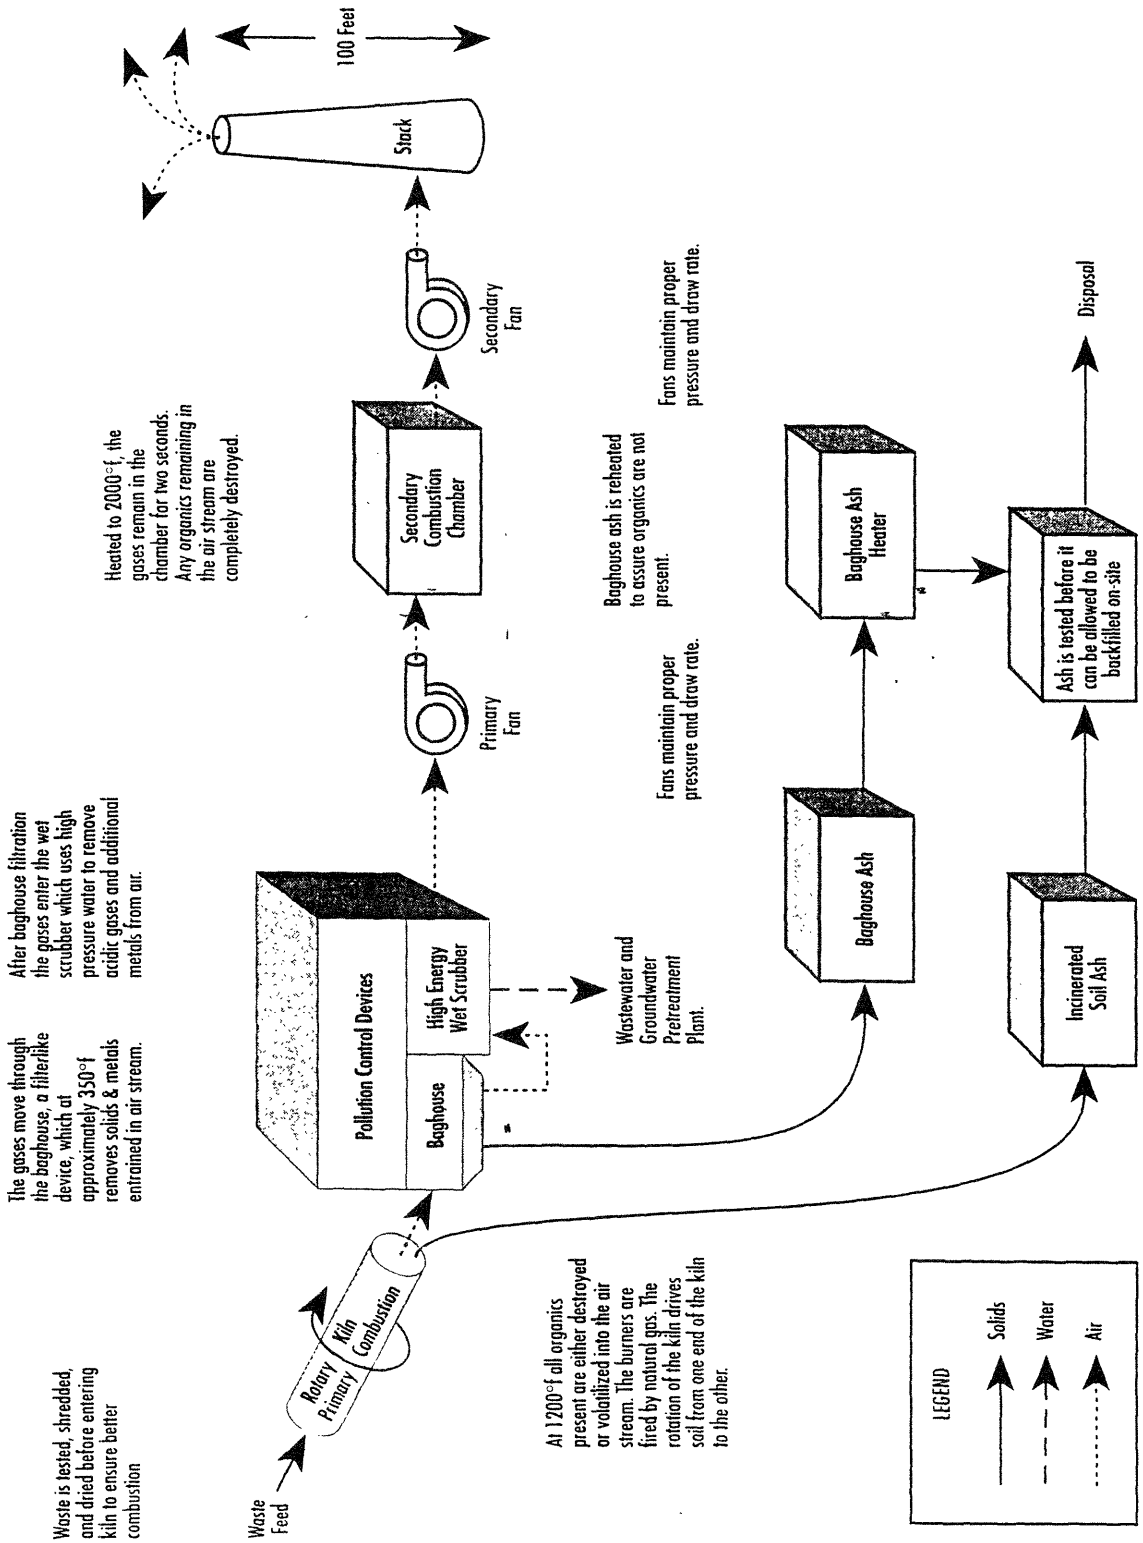 Waste is tested, shredded,
and dried before entering
kiln to ensure better
combustion
The gases move through
the baghouse, a filterlike
device, which at
approximately 350°f
removes solids & metals
entrained in air stream.
After baghouse filtration
the gases enter the wet
scrubber which uses high
pressure water to remove
acidic gases and additional
metals from air.
Heated to 2000°f, the
gases remain in the
chamber for two seconds.
Any organics remaining in
the air stream are
completely destroyed.
100 Feet
Waste
Feed
Rotary Kiln
Primary Combustion
Pollution Control Devices
Baghouse
High Energy
Wet Scrubber
Primary
Fan
Secondary
Combustion
Chamber
Secondary
Fan
Stack
At 1200°f all organics
present are either destroyed
or volatilized into the air
stream. The burners are
fired by natural gas. The
rotation of the kiln drives
soil from one end of the kiln
to the other.
Wastewater and
Groundwater
Pretreatment
Plant.
Fans maintain proper
pressure and draw rate.
Baghouse ash is reheated
to assure organics are not
present.
Fans maintain proper
pressure and draw rate.
Baghouse Ash
Baghouse Ash
Heater
Incinerated
Soil Ash
Ash is tested before it
can be allowed to be
backfilled on-site
Disposal
LEGEND
Solids
Water
Air